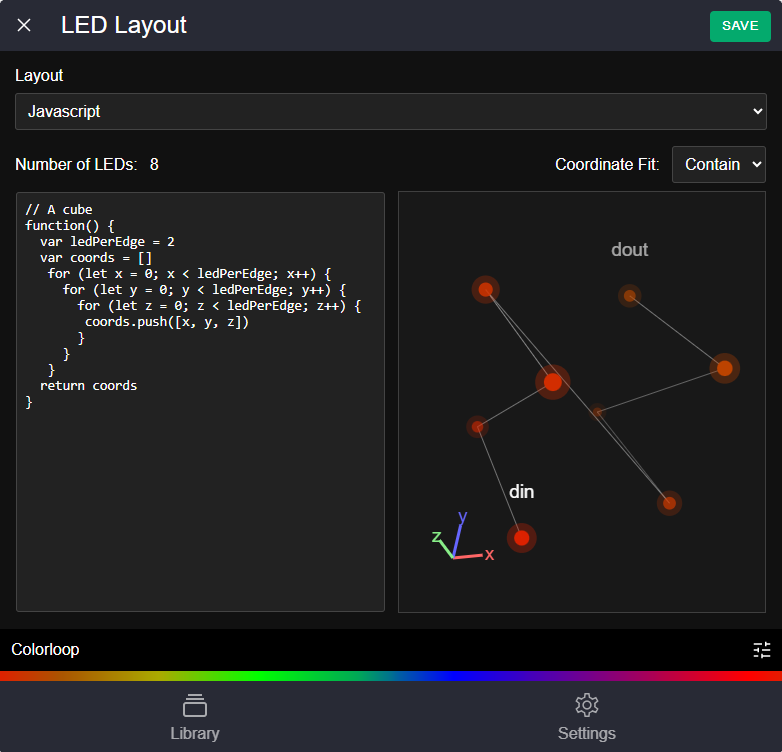 LED Layout
SAVE
Layout
Javascript
Number of LEDs: 8
Coordinate Fit: Contain
// A cube
function() {
  var ledPerEdge = 2
  var coords = []
   for (let x = 0; x < ledPerEdge; x++) {
     for (let y = 0; y < ledPerEdge; y++) {
       for (let z = 0; z < ledPerEdge; z++) {
        coords.push([x, y, z])
       }
     }
   }
  return coords
}
dout
din
y
z
x
Colorloop
Library
Settings